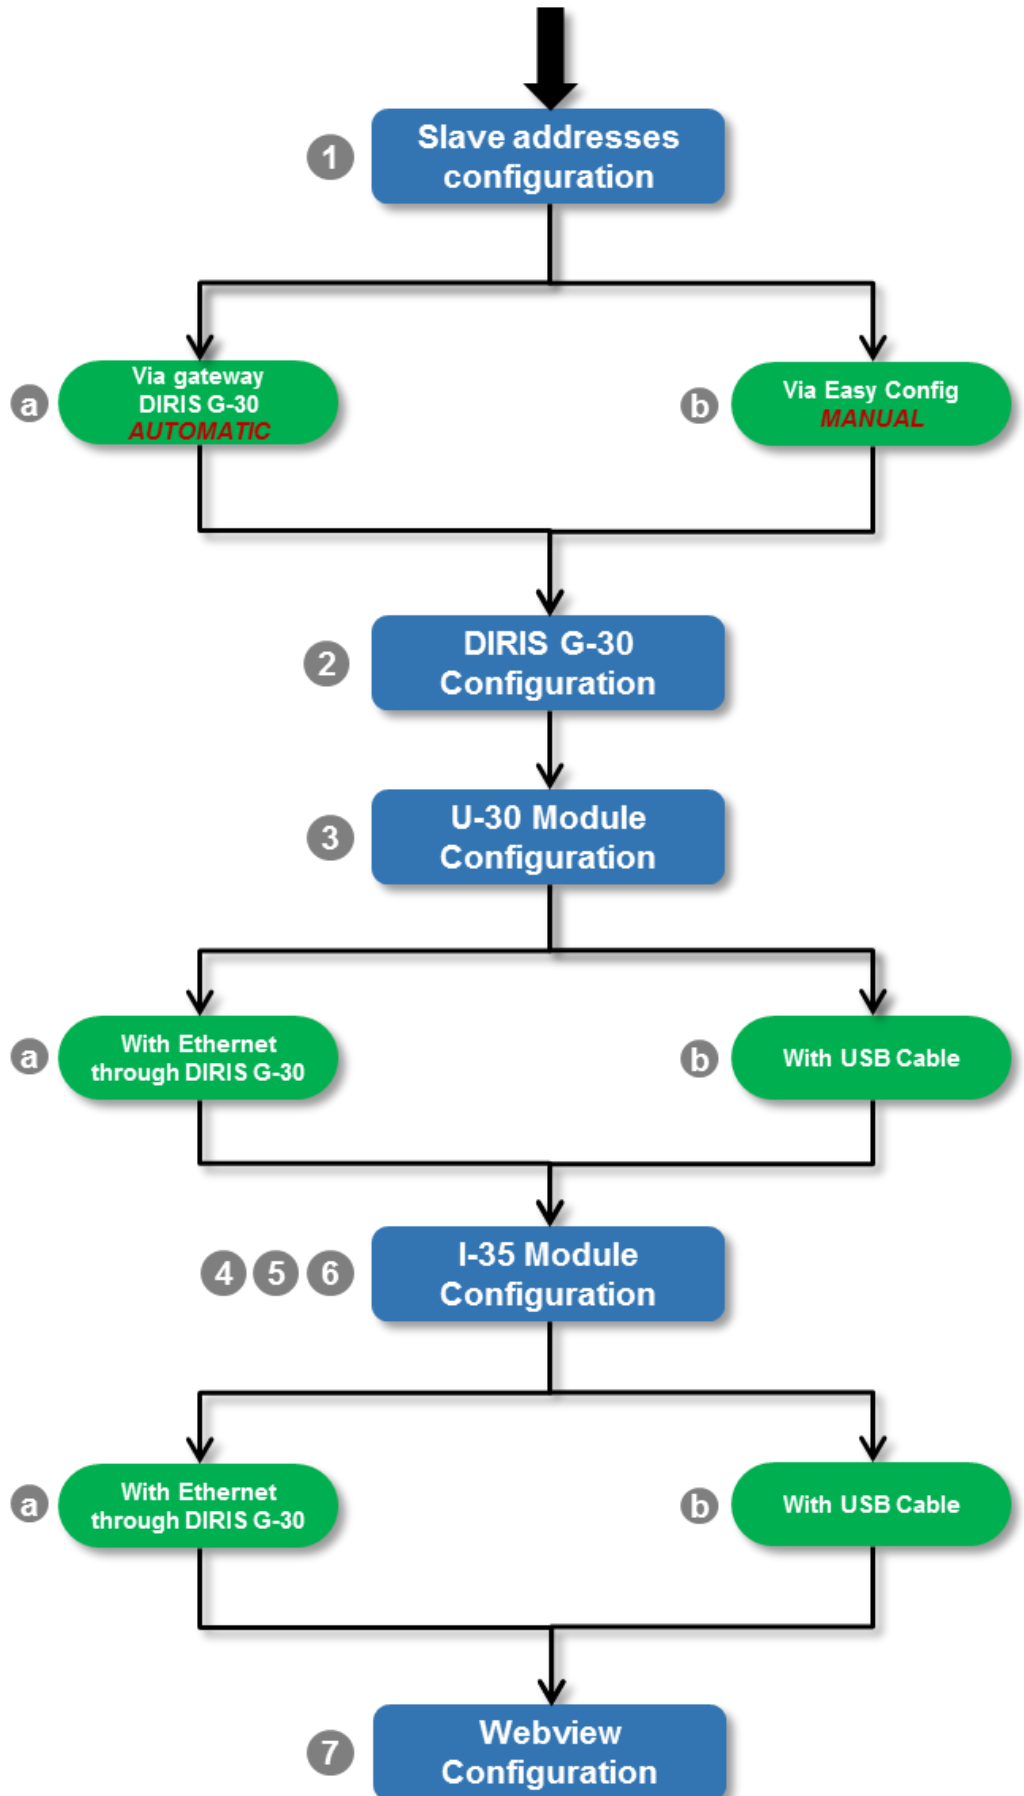 1
Slave addresses
configuration
a
Via gateway
DIRIS G-30
AUTOMATIC
b
Via Easy Config
MANUAL
2
DIRIS G-30
Configuration
3
U-30 Module
Configuration
a
With Ethernet
through DIRIS G-30
b
With USB Cable
4 5 6
I-35 Module
Configuration
a
With Ethernet
through DIRIS G-30
b
With USB Cable
7
Webview
Configuration